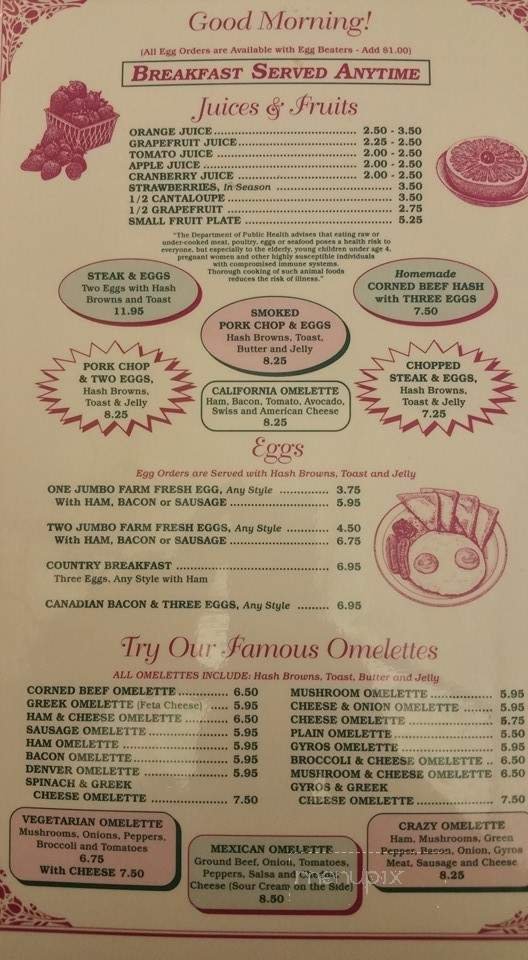 Good Morning!
(All Egg Orders are Available with Egg Beaters - Add $1.00)
BREAKFAST SERVED ANYTIME
Juices & Fruits
ORANGE JUICE ........ 2.50 - 3.50
GRAPEFRUIT JUICE ........ 2.25 - 2.50
TOMATO JUICE ........ 2.00 - 2.50
APPLE JUICE ........ 2.00 - 2.50
CRANBERRY JUICE ........ 2.00 - 2.50
STRAWBERRIES, In Season ........ 3.50
1/2 CANTALOUPE ........ 3.50
1/2 GRAPEFRUIT ........ 2.75
SMALL FRUIT PLATE ........ 5.25
"The Department of Public Health advises that eating raw or
under-cooked meat, poultry, eggs or seafood poses a health risk to
everyone, but especially to the elderly, young children under age 4,
pregnant women and other highly susceptible individuals
with compromised immune systems.
Thorough cooking of such animal foods
reduces the risk of illness."
STEAK & EGGS
Two Eggs with Hash
Browns and Toast
11.95
SMOKED
PORK CHOP & EGGS
Hash Browns, Toast,
Butter and Jelly
8.25
Homemade
CORNED BEEF HASH
with THREE EGGS
7.50
PORK CHOP
& TWO EGGS,
Hash Browns,
Toast & Jelly
8.25
CALIFORNIA OMELETTE
Ham, Bacon, Tomato, Avocado,
Swiss and American Cheese
8.25
CHOPPED
STEAK & EGGS,
Hash Browns,
Toast & Jelly
7.25
Eggs
Egg Orders are Served with Hash Browns, Toast and Jelly
ONE JUMBO FARM FRESH EGG, Any Style ........ 3.75
With HAM, BACON or SAUSAGE ........ 5.95
TWO JUMBO FARM FRESH EGGS, Any Style ........ 4.50
With HAM, BACON or SAUSAGE ........ 6.75
COUNTRY BREAKFAST ........ 6.95
Three Eggs, Any Style with Ham
CANADIAN BACON & THREE EGGS, Any Style ........ 6.95
Try Our Famous Omelettes
ALL OMELETTES INCLUDE: Hash Browns, Toast, Butter and Jelly
CORNED BEEF OMELETTE ........ 6.50
GREEK OMELETTE (Feta Cheese) ........ 5.95
HAM & CHEESE OMELETTE ........ 6.50
SAUSAGE OMELETTE ........ 5.95
HAM OMELETTE ........ 5.95
BACON OMELETTE ........ 5.95
DENVER OMELETTE ........ 5.95
SPINACH & GREEK
CHEESE OMELETTE ........ 7.50
MUSHROOM OMELETTE ........ 5.95
CHEESE & ONION OMELETTE ........ 5.95
CHEESE OMELETTE ........ 5.75
PLAIN OMELETTE ........ 5.50
GYROS OMELETTE ........ 5.95
BROCCOLI & CHEESE OMELETTE .. 6.50
MUSHROOM & CHEESE OMELETTE 6.50
GYROS & GREEK
CHEESE OMELETTE ........ 7.50
VEGETARIAN OMELETTE
Mushrooms, Onions, Peppers,
Broccoli and Tomatoes
6.75
With CHEESE 7.50
MEXICAN OMELETTE
Ground Beef, Onion, Tomatoes,
Peppers, Salsa and Cheddar
Cheese (Sour Cream on the Side)
8.50
CRAZY OMELETTE
Ham, Mushrooms, Green
Pepper, Bacon, Onion, Gyros
Meat, Sausage and Cheese
8.25
menupix